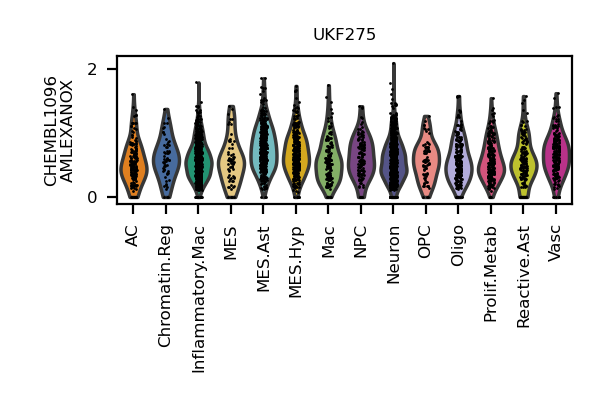 UKF275
CHEMBL1096
AMLEXANOX
2
0
AC
Chromatin.Reg
Inflammatory.Mac
MES
MES.Ast
MES.Hyp
Mac
NPC
Neuron
OPC
Oligo
Prolif.Metab
Reactive.Ast
Vasc